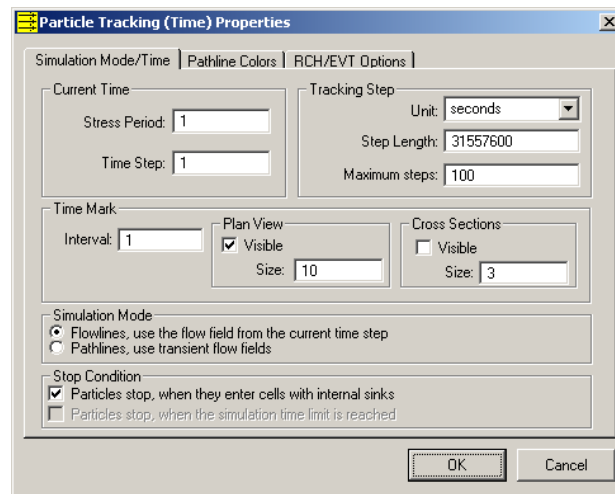 Particle Tracking (Time) Properties
Simulation Mode/Time
Pathline Colors
RCH/EVT Options
Current Time
Stress Period: 1
Time Step: 1
Tracking Step
Unit: seconds
Step Length: 31557600
Maximum steps: 100
Time Mark
Interval: 1
Plan View
Visible
Size: 10
Cross Sections
Visible
Size: 3
Simulation Mode
Flowlines, use the flow field from the current time step
Pathlines, use transient flow fields
Stop Condition
Particles stop, when they enter cells with internal sinks
Particles stop, when the simulation time limit is reached
OK
Cancel